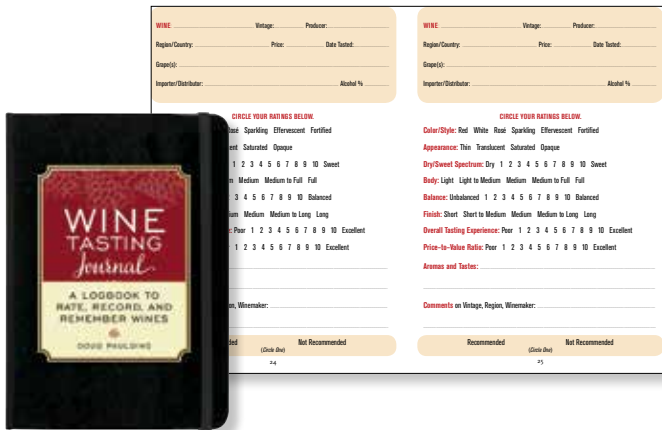 WINE
TASTING
Journal
A LOGBOOK TO
RATE, RECORD, AND
REMEMBER WINES
DOUG PAULDING
WINE Vintage: Producer:
Region/Country: Price: Date Tasted:
Grape(s):
Importer/Distributor: Alcohol %
CIRCLE YOUR RATINGS BELOW.
Sparkling Effervescent Fortified
Saturated Opaque
1 2 3 4 5 6 7 8 9 10 Sweet
Medium Medium to Full Full
3 4 5 6 7 8 9 10 Balanced
Medium Medium to Long Long
Poor 1 2 3 4 5 6 7 8 9 10 Excellent
1 2 3 4 5 6 7 8 9 10 Excellent
Winemaker:
Not Recommended
(Circle One)
24
WINE Vintage: Producer:
Region/Country: Price: Date Tasted:
Grape(s):
Importer/Distributor: Alcohol %
CIRCLE YOUR RATINGS BELOW.
Color/Style: Red White Rosé Sparkling Effervescent Fortified
Appearance: Thin Translucent Saturated Opaque
Dry/Sweet Spectrum: Dry 1 2 3 4 5 6 7 8 9 10 Sweet
Body: Light Light to Medium Medium Medium to Full Full
Balance: Unbalanced 1 2 3 4 5 6 7 8 9 10 Balanced
Finish: Short Short to Medium Medium Medium to Long Long
Overall Tasting Experience: Poor 1 2 3 4 5 6 7 8 9 10 Excellent
Price-to-Value Ratio: Poor 1 2 3 4 5 6 7 8 9 10 Excellent
Aromas and Tastes:
Comments on Vintage, Region, Winemaker:
Recommended Not Recommended
(Circle One)
25